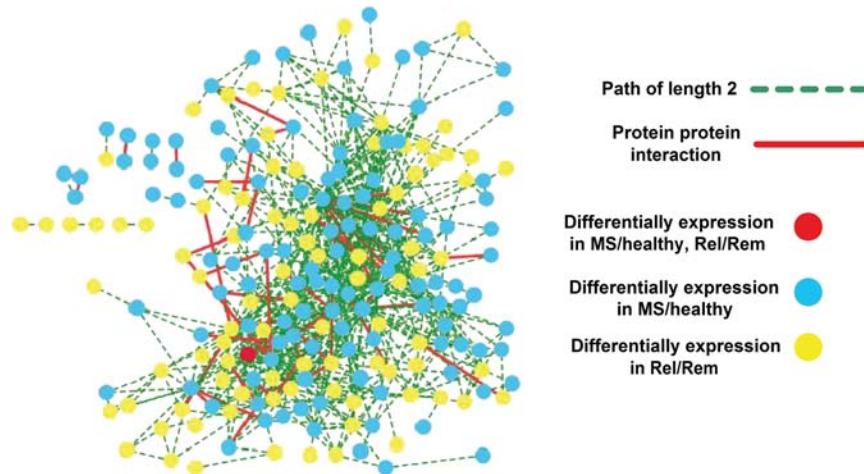 Path of length 2
Protein protein
interaction
Differentially expression
in MS/healthy, Rel/Rem
Differentially expression
in MS/healthy
Differentially expression
in Rel/Rem